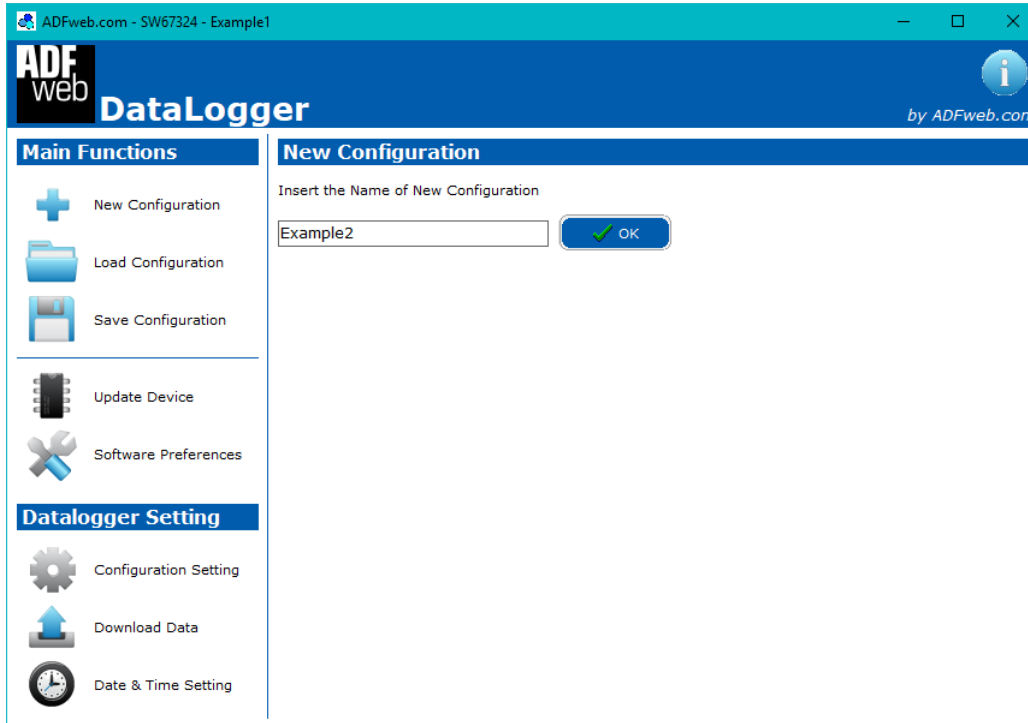 ADFweb.com - SW67324 - Example1
ADF
web
DataLogger
i
by ADFweb.com
Main Functions
New Configuration
Load Configuration
Save Configuration
Update Device
Software Preferences
Datalogger Setting
Configuration Setting
Download Data
Date & Time Setting
New Configuration
Insert the Name of New Configuration
Example2
OK